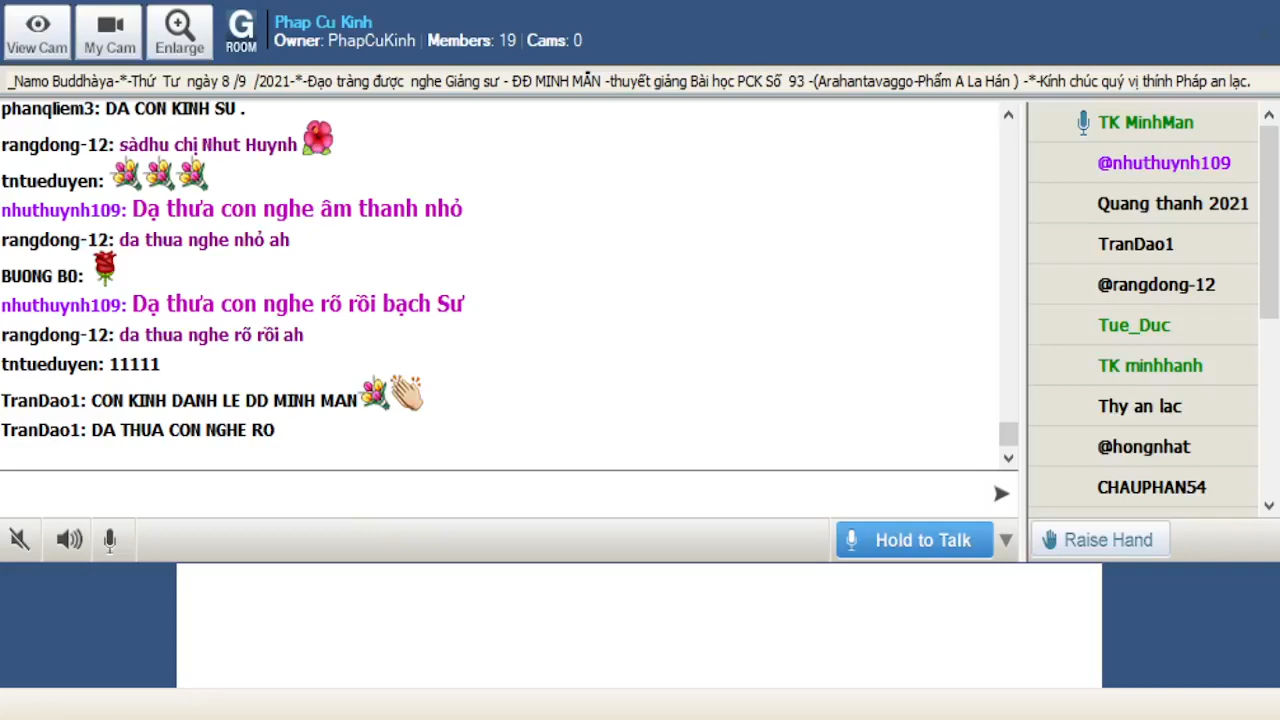 View Cam
My Cam
Enlarge
G
ROOM
Phap Cu Kinh
Owner: PhapCuKinh | Members: 19 | Cams: 0
_Namo Buddhàya-*-Thứ Tư ngày 8 /9 /2021-*-Đạo tràng được nghe Giảng sư - ĐĐ MINH MẪN -thuyết giảng Bài học PCK Số 93 -(Arahantavaggo-Phẩm A La Hán ) -*-Kính chúc quý vị thính Pháp an lạc.
phanqliem3: DA CON KINH SU .
rangdong-12: sàdhu chị Nhut Huynh
tntueduyen:
nhuthuynh109: Dạ thưa con nghe âm thanh nhỏ
rangdong-12: da thua nghe nhỏ ah
BUONG BO:
nhuthuynh109: Dạ thưa con nghe rõ rồi bạch Sư
rangdong-12: da thua nghe rõ rồi ah
tntueduyen: 11111
TranDao1: CON KINH DANH LE DD MINH MAN
TranDao1: DA THUA CON NGHE RO
TK MinhMan
@nhuthuynh109
Quang thanh 2021
TranDao1
@rangdong-12
Tue_Duc
TK minhhanh
Thy an lac
@hongnhat
CHAUPHAN54
Hold to Talk
Raise Hand